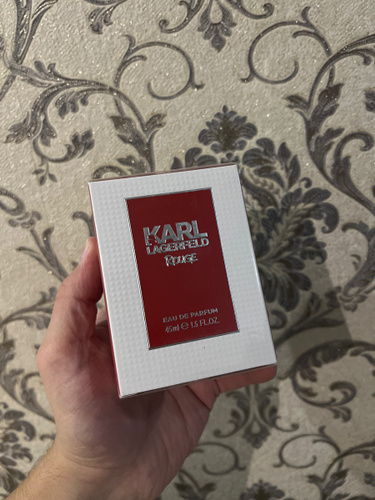 KARL
LAGERFELD
ROUGE
EAU DE PARFUM
45ml ℮ 1.5 FL.OZ.